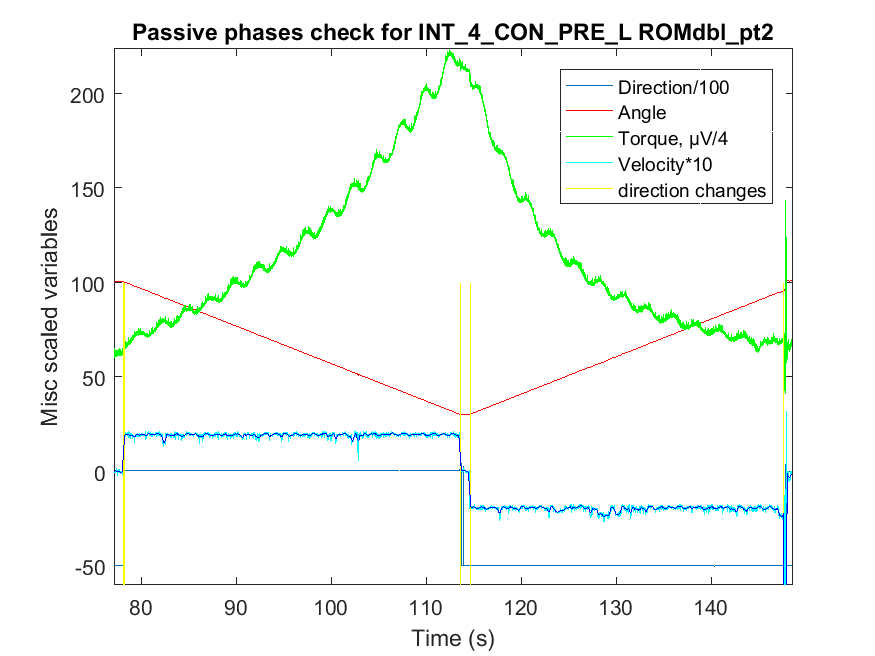 Passive phases check for INT_4_CON_PRE_L ROMdbl_pt2
200
150
100
50
0
-50
Misc scaled variables
Direction/100
Angle
Torque, µV/4
Velocity*10
direction changes
80
90
100
110
120
130
140
Time (s)